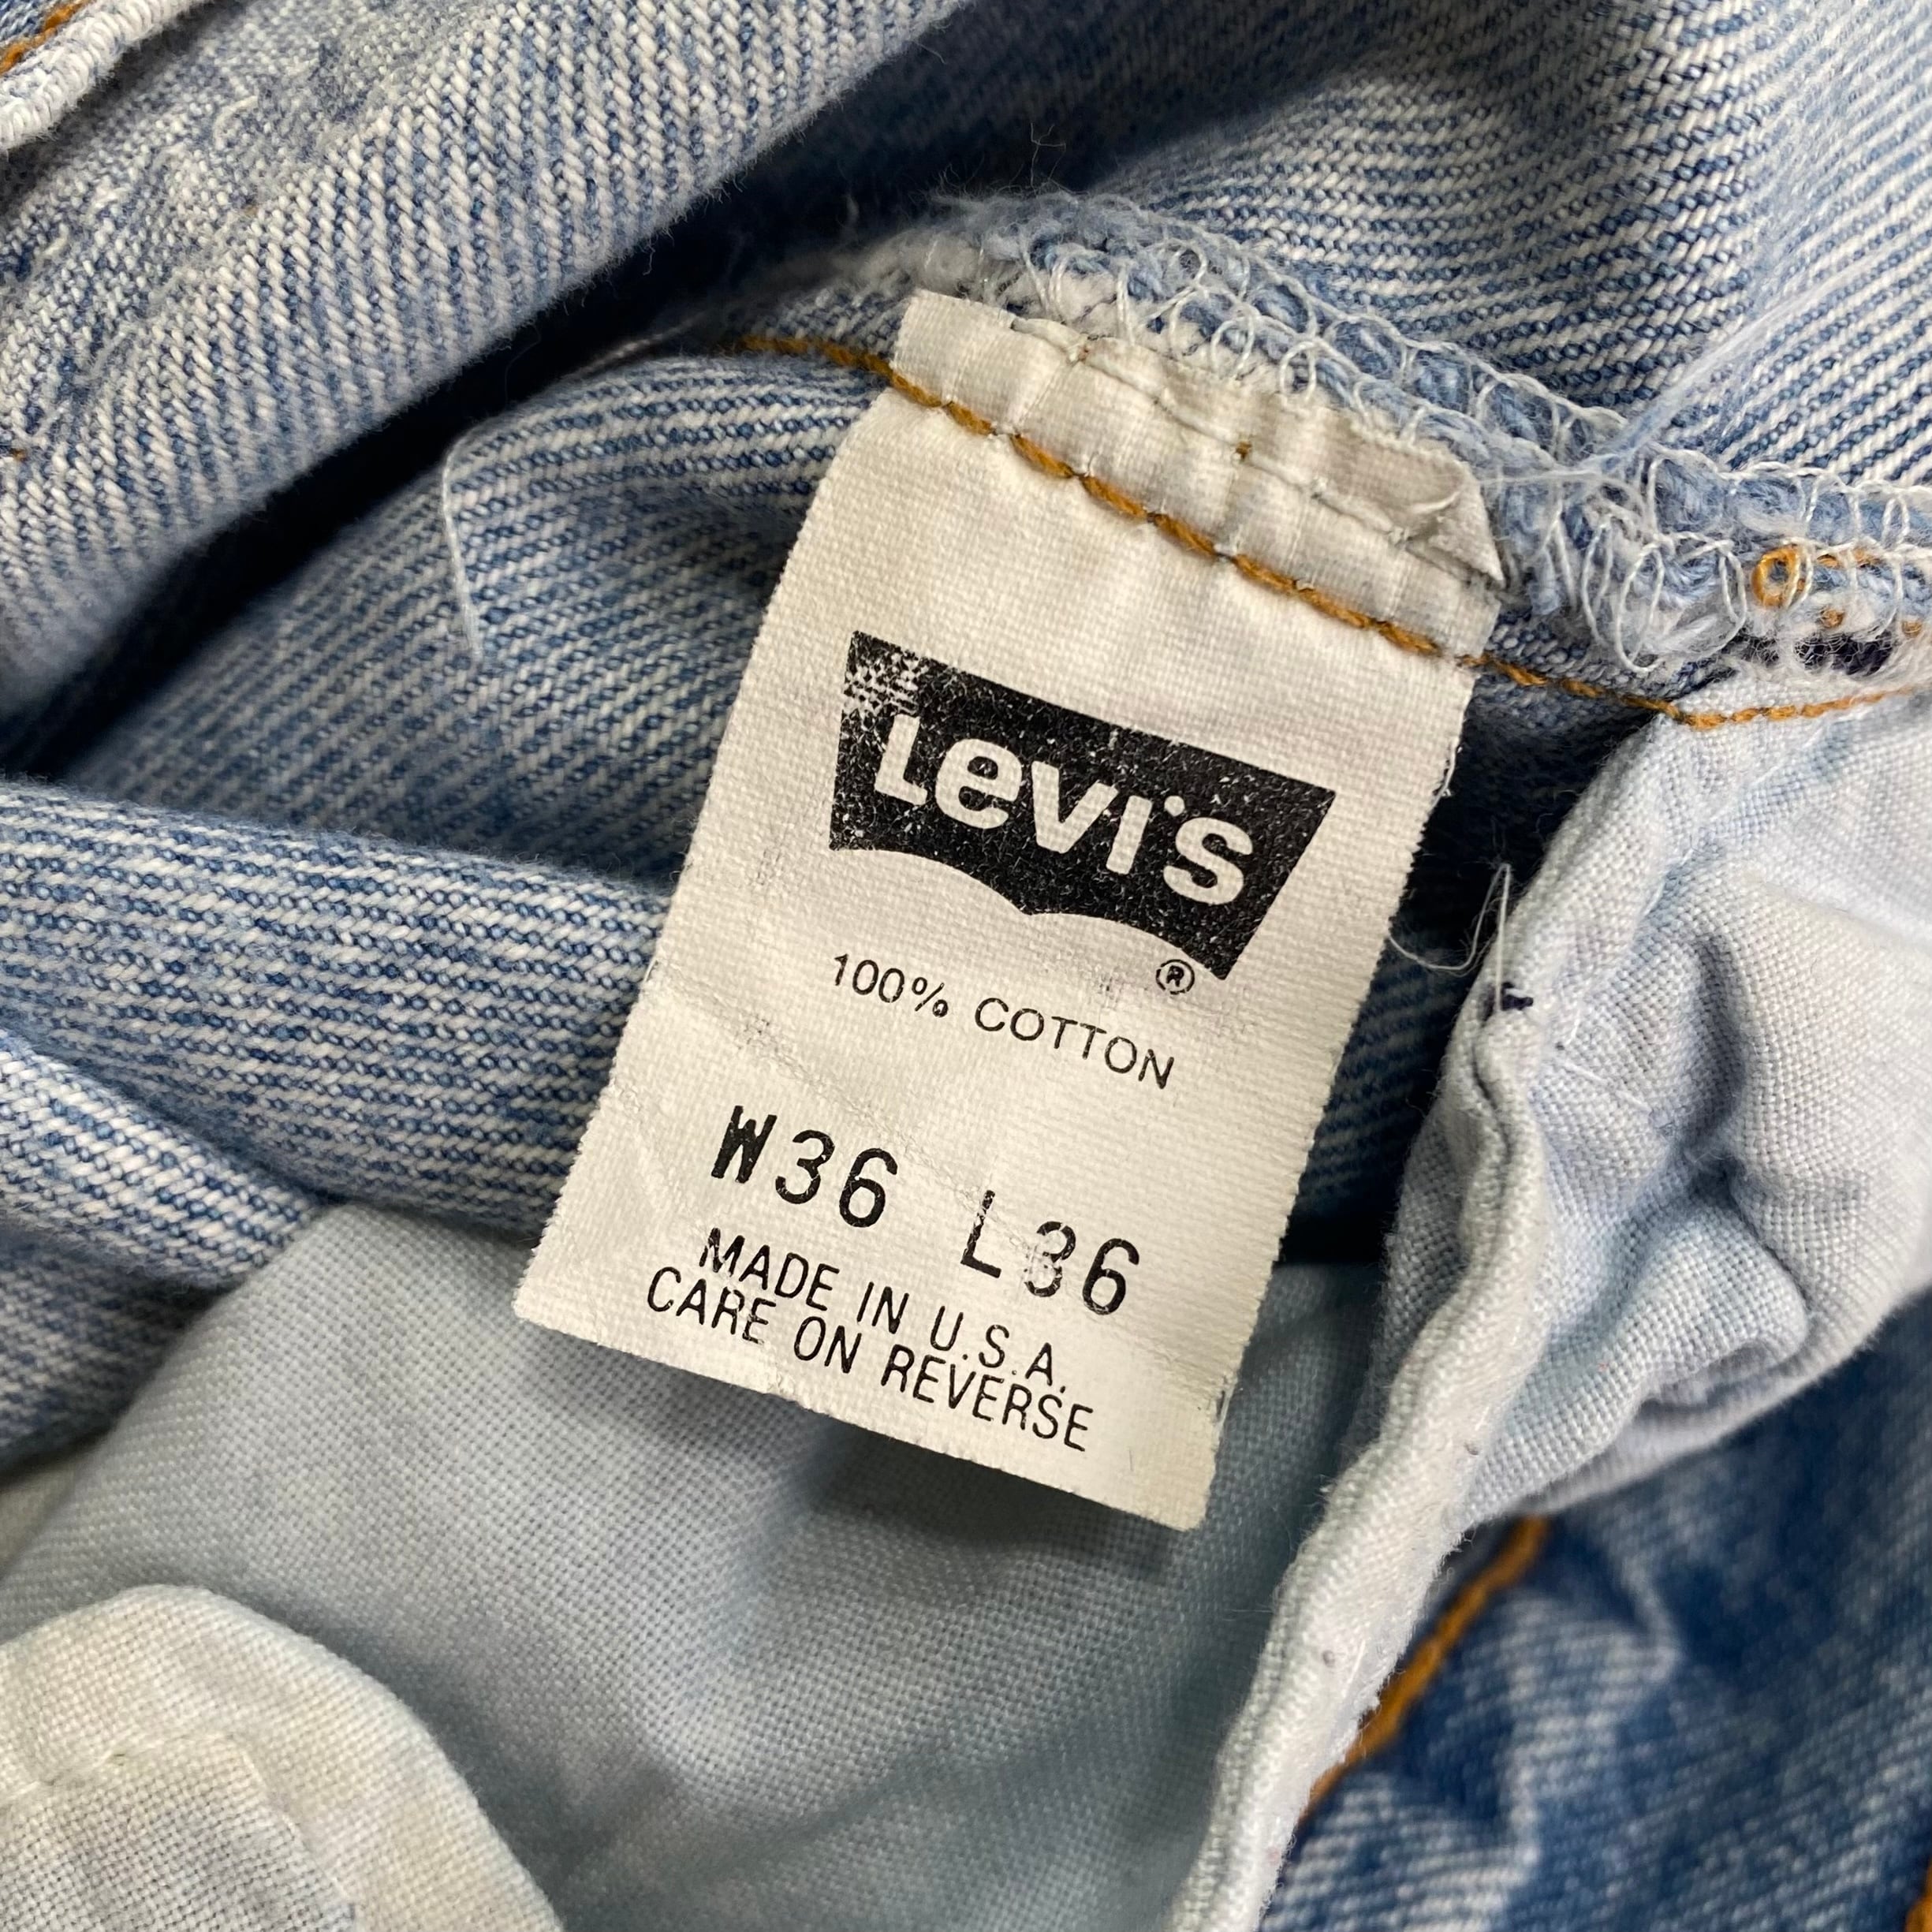 Levi's
®
100% COTTON
W36 L36
MADE IN U.S.A.
CARE ON REVERSE